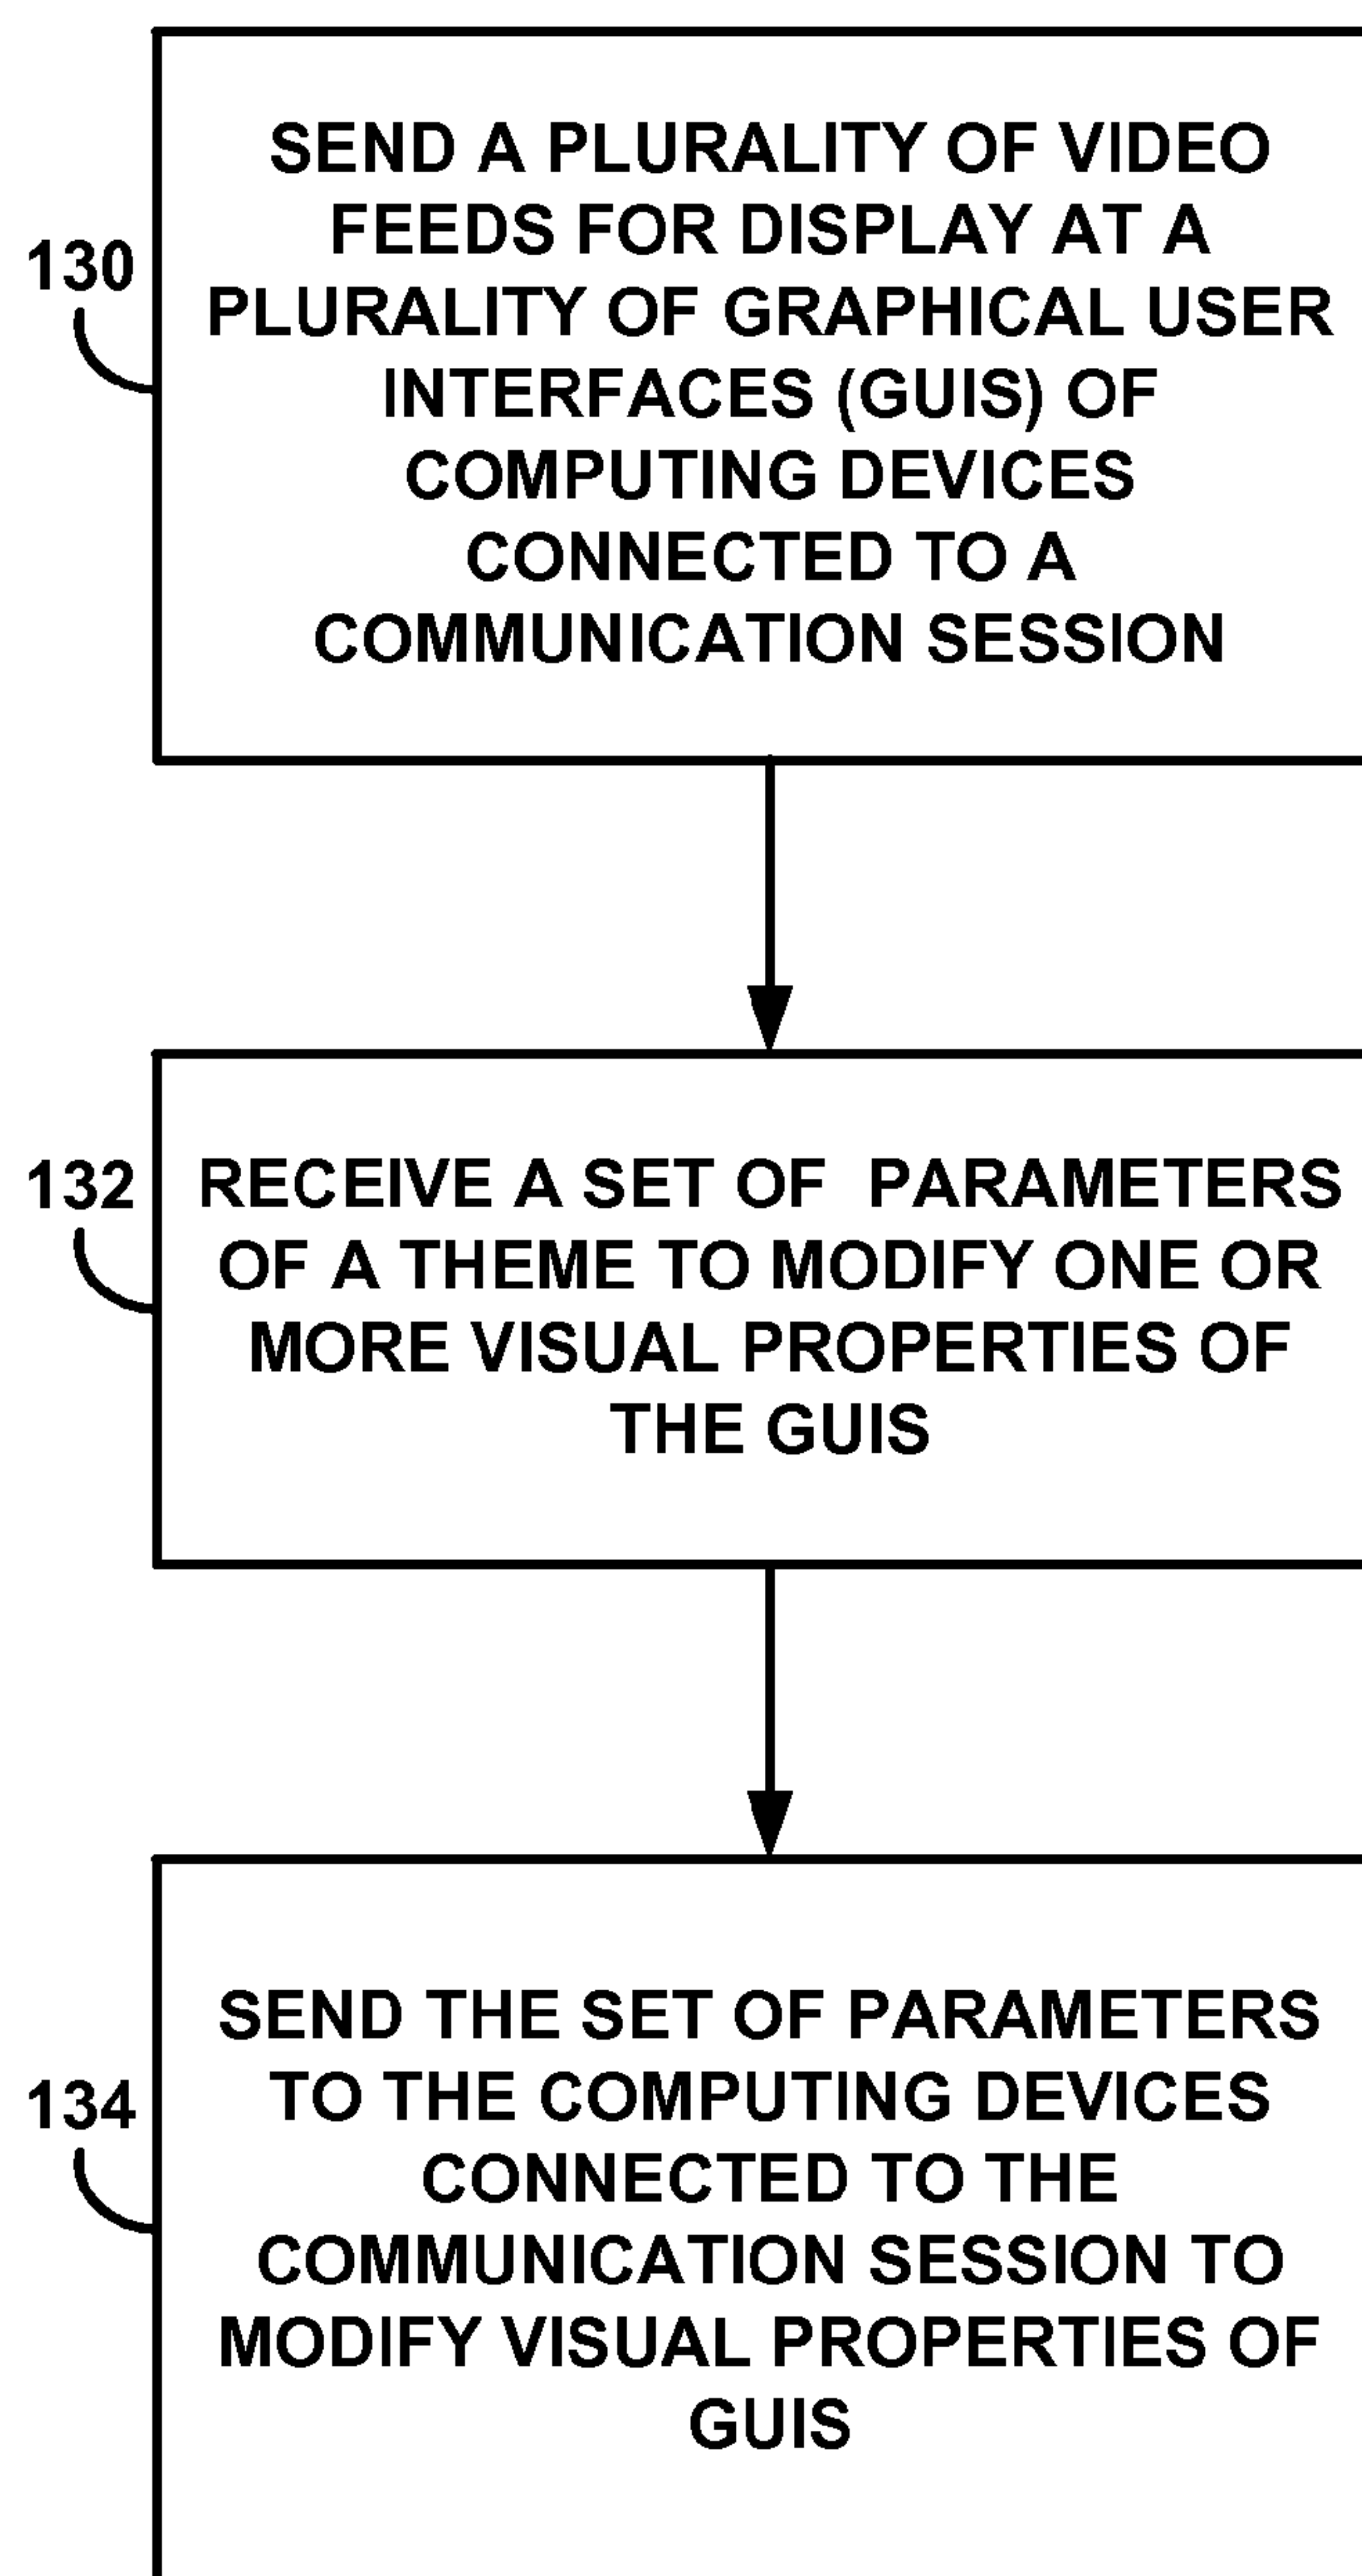 SEND A PLURALITY OF VIDEO
FEEDS FOR DISPLAY AT A
PLURALITY OF GRAPHICAL USER
INTERFACES (GUIS) OF
COMPUTING DEVICES
CONNECTED TO A
COMMUNICATION SESSION
130
RECEIVE A SET OF PARAMETERS
OF A THEME TO MODIFY ONE OR
MORE VISUAL PROPERTIES OF
THE GUIS
132
SEND THE SET OF PARAMETERS
TO THE COMPUTING DEVICES
CONNECTED TO THE
COMMUNICATION SESSION TO
MODIFY VISUAL PROPERTIES OF
GUIS
134